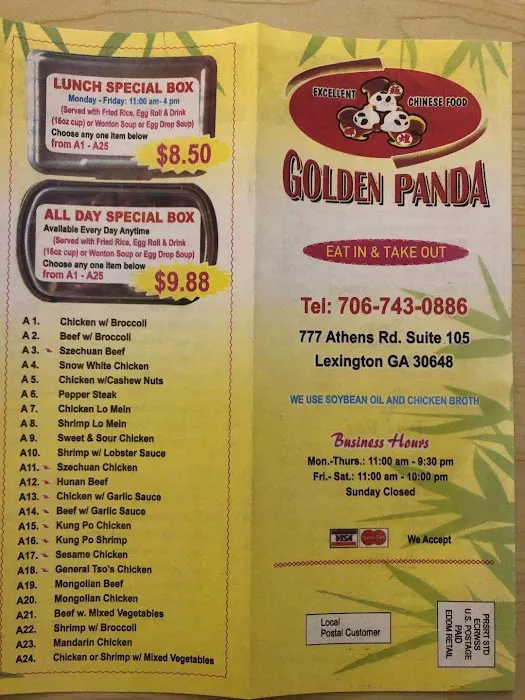 LUNCH SPECIAL BOX
Monday - Friday: 11:00 am- 4 pm
(Served with Fried Rice, Egg Roll & Drink
(16oz cup) or Wonton Soup or Egg Drop Soup)
Choose any one item below
from A1 - A25
$8.50
ALL DAY SPECIAL BOX
Available Every Day Anytime
(Served with Fried Rice, Egg Roll & Drink
(16oz cup) or Wonton Soup or Egg Drop Soup)
Choose any one item below
from A1 - A25
$9.88
A 1. Chicken w/ Broccoli
A 2. Beef w/ Broccoli
A 3. Szechuan Beef
A 4. Snow White Chicken
A 5. Chicken w/Cashew Nuts
A 6. Pepper Steak
A 7. Chicken Lo Mein
A 8. Shrimp Lo Mein
A 9. Sweet & Sour Chicken
A10. Shrimp w/ Lobster Sauce
A11. Szechuan Chicken
A12. Hunan Beef
A13. Chicken w/ Garlic Sauce
A14. Beef w/ Garlic Sauce
A15. Kung Po Chicken
A16. Kung Po Shrimp
A17. Sesame Chicken
A18. General Tso's Chicken
A19. Mongolian Beef
A20. Mongolian Chicken
A21. Beef w. Mixed Vegetables
A22. Shrimp w/ Broccoli
A23. Mandarin Chicken
A24. Chicken or Shrimp w/ Mixed Vegetables
EXCELLENT CHINESE FOOD
GOLDEN PANDA
EAT IN & TAKE OUT
Tel: 706-743-0886
777 Athens Rd. Suite 105
Lexington GA 30648
WE USE SOYBEAN OIL AND CHICKEN BROTH
Business Hours
Mon.-Thurs.: 11:00 am - 9:30 pm
Fri.- Sat.: 11:00 am - 10:00 pm
Sunday Closed
VISA MasterCard We Accept
Local
Postal Customer
PRSRT STD
ECRWSS
U.S. POSTAGE
PAID
EDDM RETAIL